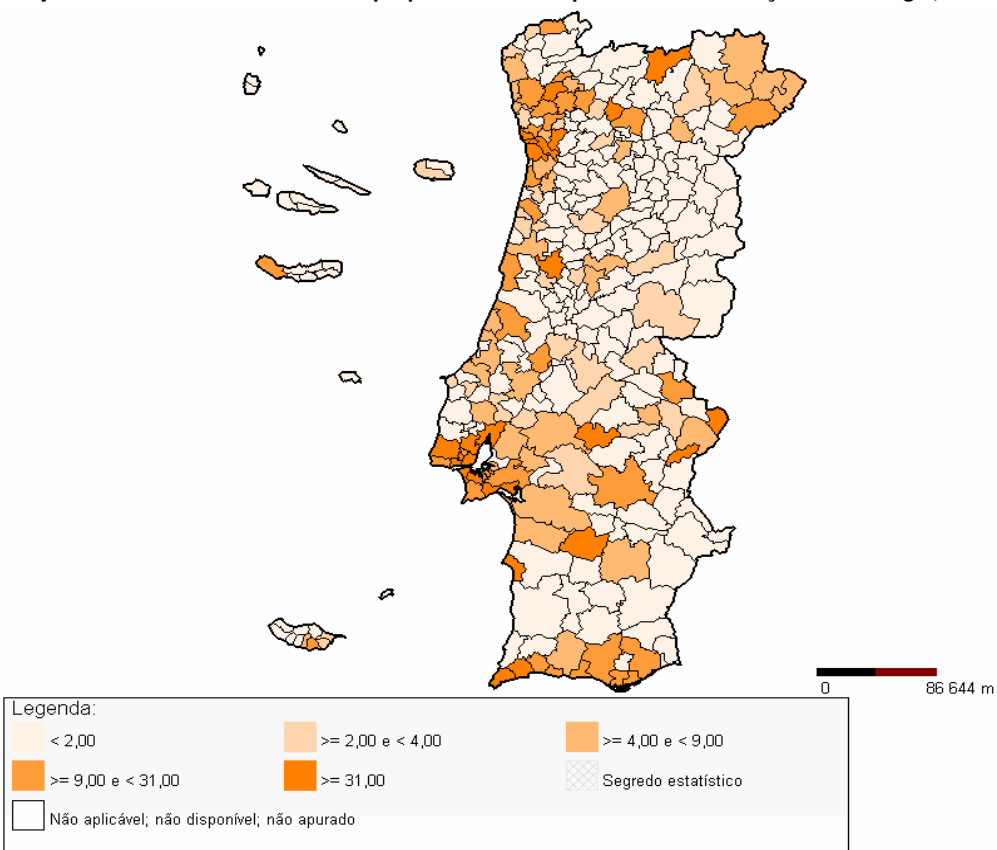 0
86 644 m
Legenda:
< 2,00
>= 2,00 e < 4,00
>= 4,00 e < 9,00
>= 9,00 e < 31,00
>= 31,00
Segredo estatístico
Não aplicável; não disponível; não apurado